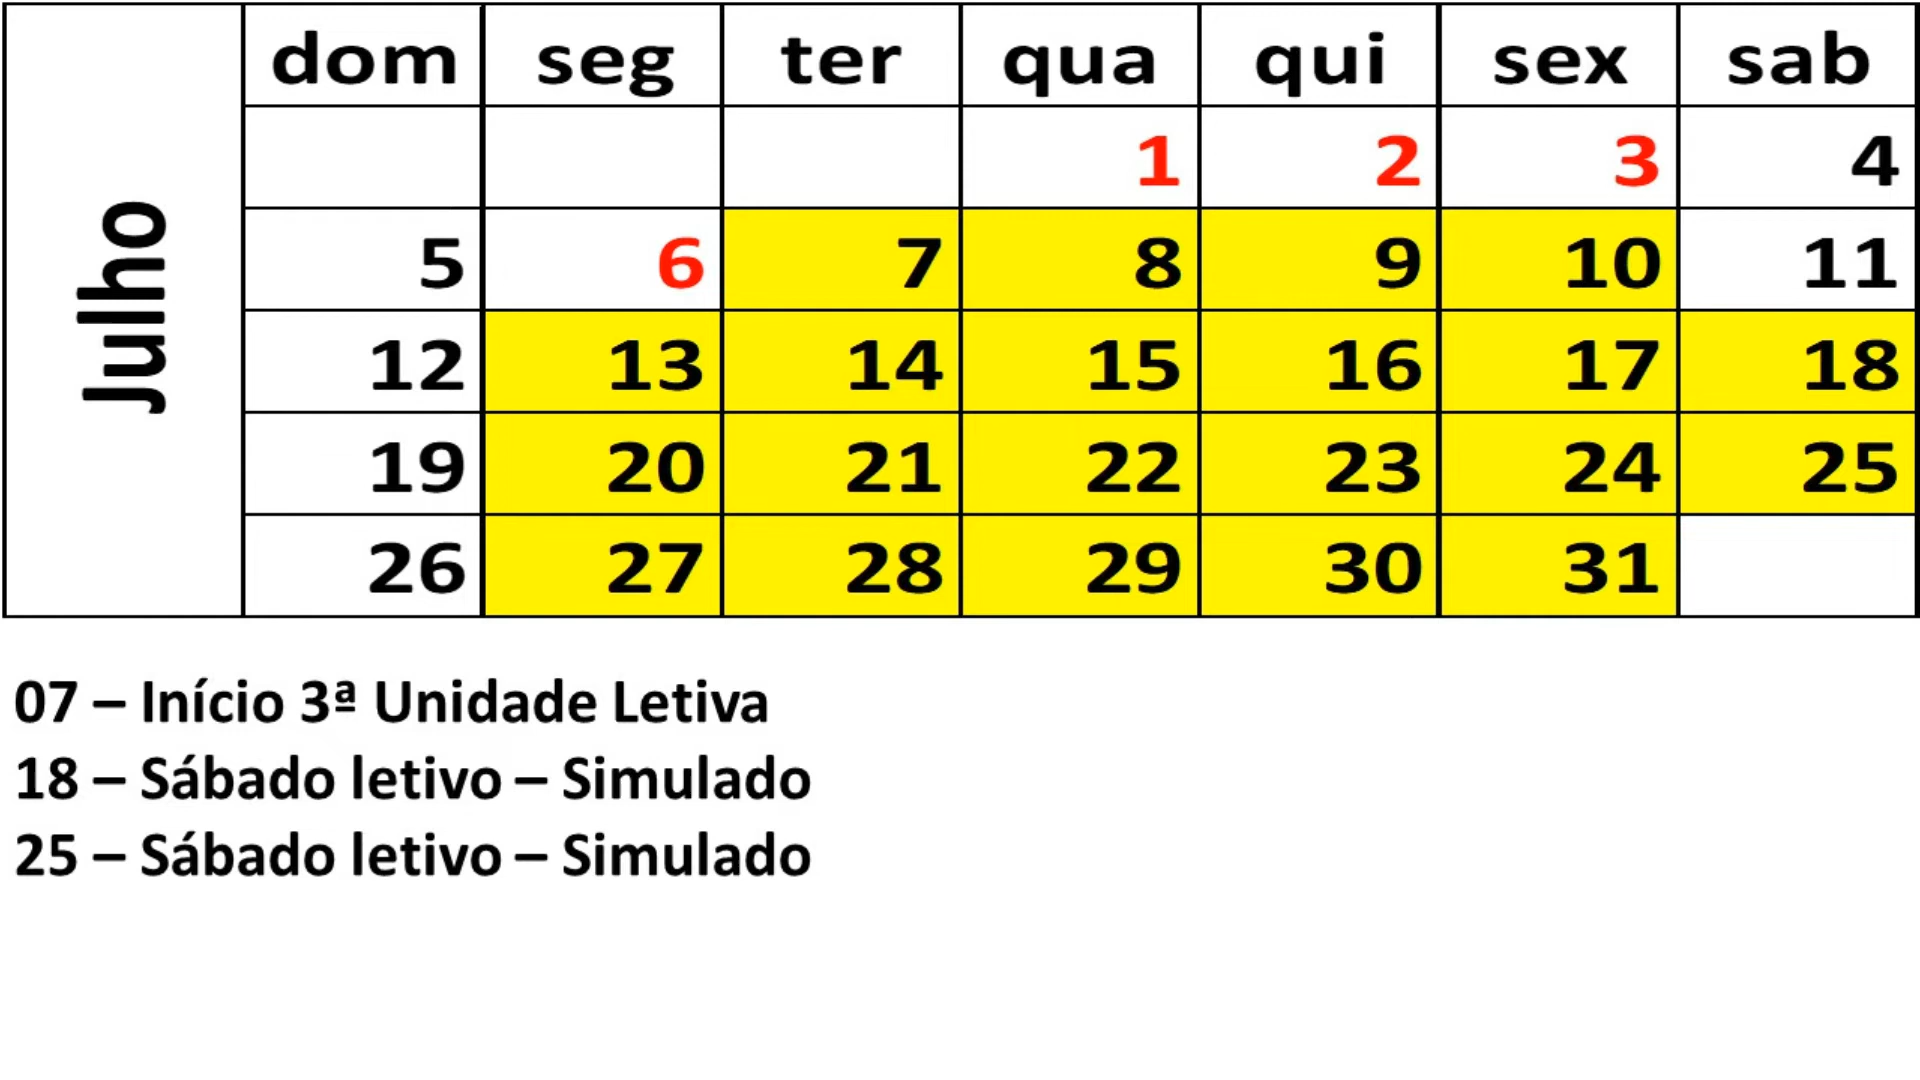 Julho
dom seg ter qua qui sex sab
1 2 3 4
5 6 7 8 9 10 11
12 13 14 15 16 17 18
19 20 21 22 23 24 25
26 27 28 29 30 31
07 – Início 3ª Unidade Letiva
18 – Sábado letivo – Simulado
25 – Sábado letivo – Simulado